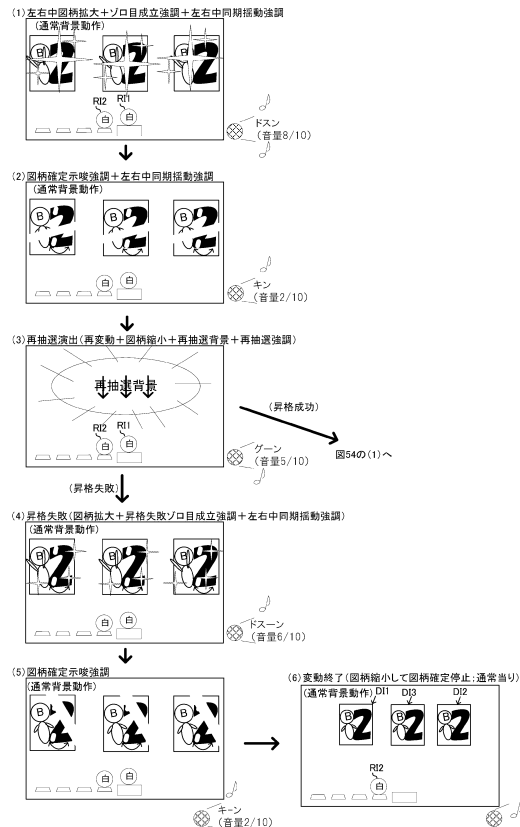 (1)左右中図柄拡大＋ゾロ目成立強調＋左右中同期揺動強調
(通常背景動作)
2
2
2
RI2
RI1
白
白
ドスン
(音量8/10)
(2)図柄確定示唆強調＋左右中同期揺動強調
(通常背景動作)
B
B
B
白
白
キン
(音量2/10)
(3)再抽選演出(再変動＋図柄縮小＋再抽選背景＋再抽選強調)
再抽選背景
(昇格成功)
RI2
RI1
白
白
グーン
(音量5/10)
図54の(1)へ
(昇格失敗)
(4)昇格失敗(図柄拡大＋昇格失敗ゾロ目成立強調＋左右中同期揺動強調)
(通常背景動作)
B 2
B 2
B 2
白
白
ドスーン
(音量6/10)
(5)図柄確定示唆強調
(通常背景動作)
B
B
B
白
白
キーン
(音量2/10)
(6)変動終了(図柄縮小して図柄確定停止:通常当り)
(通常背景動作)
DI1
DI3
DI2
B 2
B 2
B 2
RI2
白